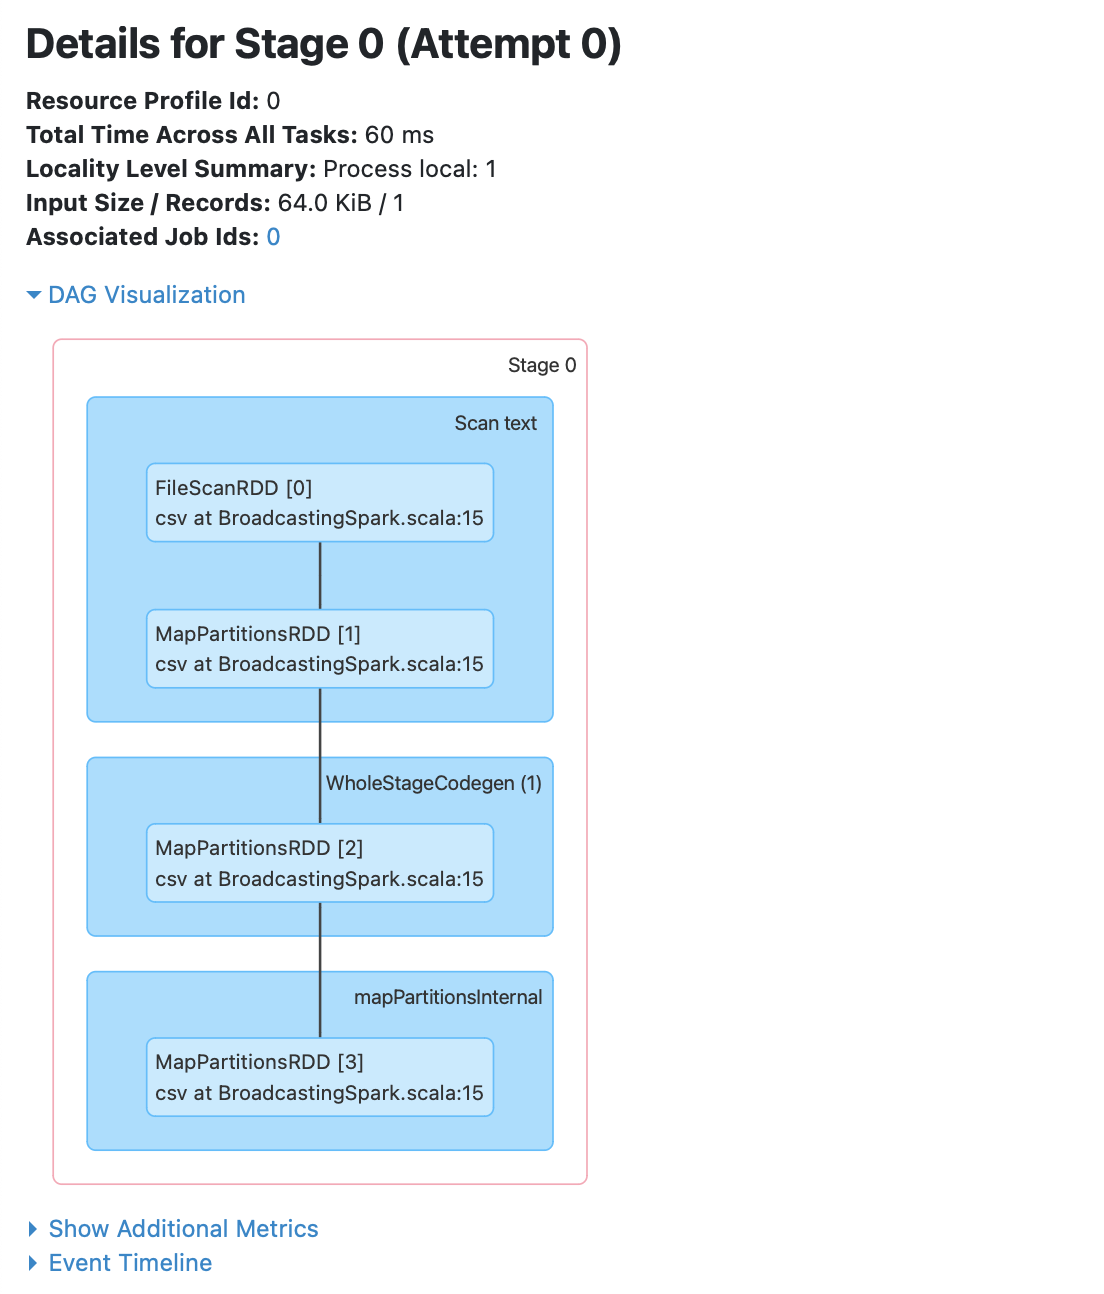 Details for Stage 0 (Attempt 0)
Resource Profile Id: 0
Total Time Across All Tasks: 60 ms
Locality Level Summary: Process local: 1
Input Size / Records: 64.0 KiB / 1
Associated Job Ids: 0
DAG Visualization
Stage 0
Scan text
FileScanRDD [0]
csv at BroadcastingSpark.scala:15
MapPartitionsRDD [1]
csv at BroadcastingSpark.scala:15
WholeStageCodegen (1)
MapPartitionsRDD [2]
csv at BroadcastingSpark.scala:15
mapPartitionsInternal
MapPartitionsRDD [3]
csv at BroadcastingSpark.scala:15
Show Additional Metrics
Event Timeline